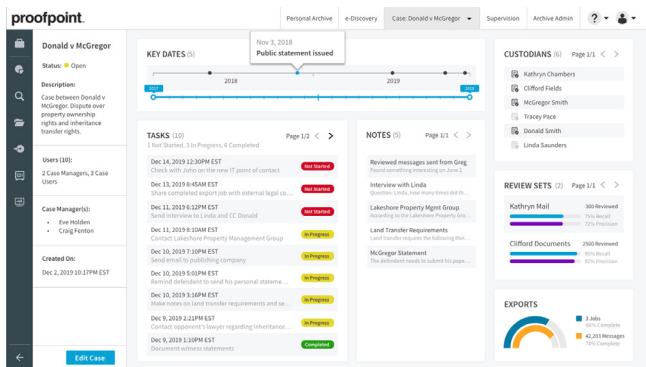 proofpoint.
Personal Archive
e-Discovery
Case: Donald v McGregor
Supervision
Archive Admin
?
Donald v McGregor
Status: Open
Description:
Case between Donald v
McGregor. Dispute over
property ownership
rights and inheritance
transfer rights.
Users (10):
2 Case Managers, 3 Case
Users
Case Manager(s):
Eve Holden
Craig Fenton
Created On:
Dec 2, 2019 10:17PM EST
Edit Case
KEY DATES (5)
Nov 3, 2018
Public statement issued
2018
2019
2017
TASKS (10)
Page 1/2
1 Not Started, 3 In Progress, 6 Completed
Dec 14, 2019 12:30PM EST
Check with John on the new IT point of contact
Not Started
Dec 13, 2019 8:45AM EST
Share completed export job with external legal co...
Not Started
Dec 11, 2019 6:12PM EST
Send interview to Linda and CC Donald
Not Started
Dec 11, 2019 8:10AM EST
Contact Lakeshore Property Management Group
In Progress
Dec 10, 2019 7:10PM EST
Send email to publishing company
In Progress
Dec 10, 2019 5:01PM EST
Remind defendant to send his personal stateme...
In Progress
Dec 10, 2019 3:16PM EST
Make notes on land transfer requirements and se...
In Progress
Dec 9, 2019 2:21PM EST
Contact opponent's lawyer regarding inheritance...
In Progress
Dec 9, 2019 1:10PM EST
Document witness statements
Completed
NOTES (5)
Page 1/1
Reviewed messages sent from Greg
Found something interesting on June 2
Interview with Linda
Question: Linda, how many times did th...
Lakeshore Property Mgmt Group
According to the Lakeshore Property Gro...
Land Transfer Requirements
Land transfer requires the following thin...
McGregor Statement
The defendant needs to submit his pape...
CUSTODIANS (6)
Page 1/1
Kathryn Chambers
Clifford Fields
McGregor Smith
Tracey Pace
Donald Smith
Linda Saunders
REVIEW SETS (2)
Page 1/1
Kathryn Mail
300 Reviewed
75% Recall
72% Precision
Clifford Documents
2500 Reviewed
92% Precision
EXPORTS
3 Jobs
66% Complete
42,203 Messages
74% Complete